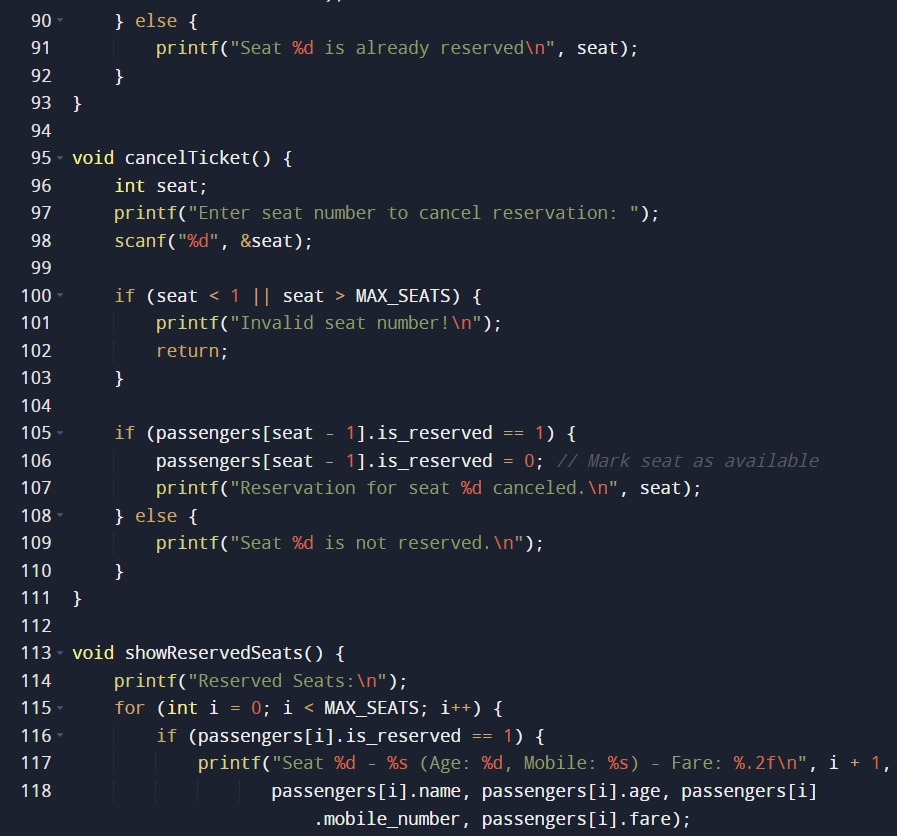 90 } else {
91 printf("Seat %d is already reserved\n", seat);
92 }
93 }
94
95 void cancelTicket() {
96 int seat;
97 printf("Enter seat number to cancel reservation: ");
98 scanf("%d", &seat);
99
100 if (seat < 1 || seat > MAX_SEATS) {
101 printf("Invalid seat number!\n");
102 return;
103 }
104
105 if (passengers[seat - 1].is_reserved == 1) {
106 passengers[seat - 1].is_reserved = 0; // Mark seat as available
107 printf("Reservation for seat %d canceled.\n", seat);
108 } else {
109 printf("Seat %d is not reserved.\n");
110 }
111 }
112
113 void showReservedSeats() {
114 printf("Reserved Seats:\n");
115 for (int i = 0; i < MAX_SEATS; i++) {
116 if (passengers[i].is_reserved == 1) {
117 printf("Seat %d - %s (Age: %d, Mobile: %s) - Fare: %.2f\n", i + 1,
118 passengers[i].name, passengers[i].age, passengers[i]
.mobile_number, passengers[i].fare);